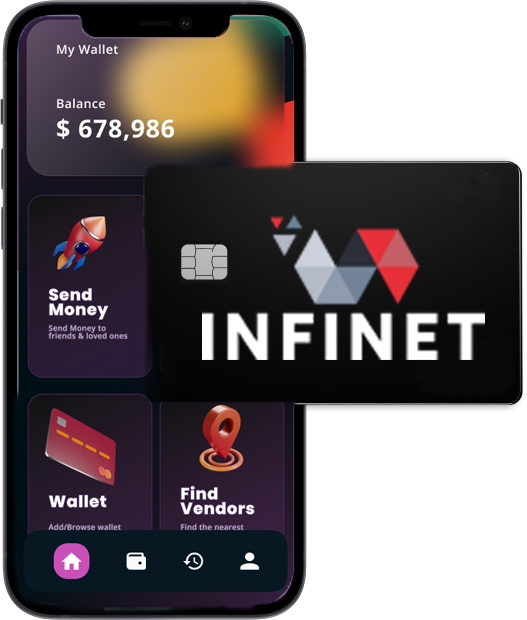 My Wallet
Balance
$ 678,986
Send
Money
Send Money to
friends & loved ones
INFINET
Wallet
Add/Browse wallet
Find
Vendors
Find the nearest